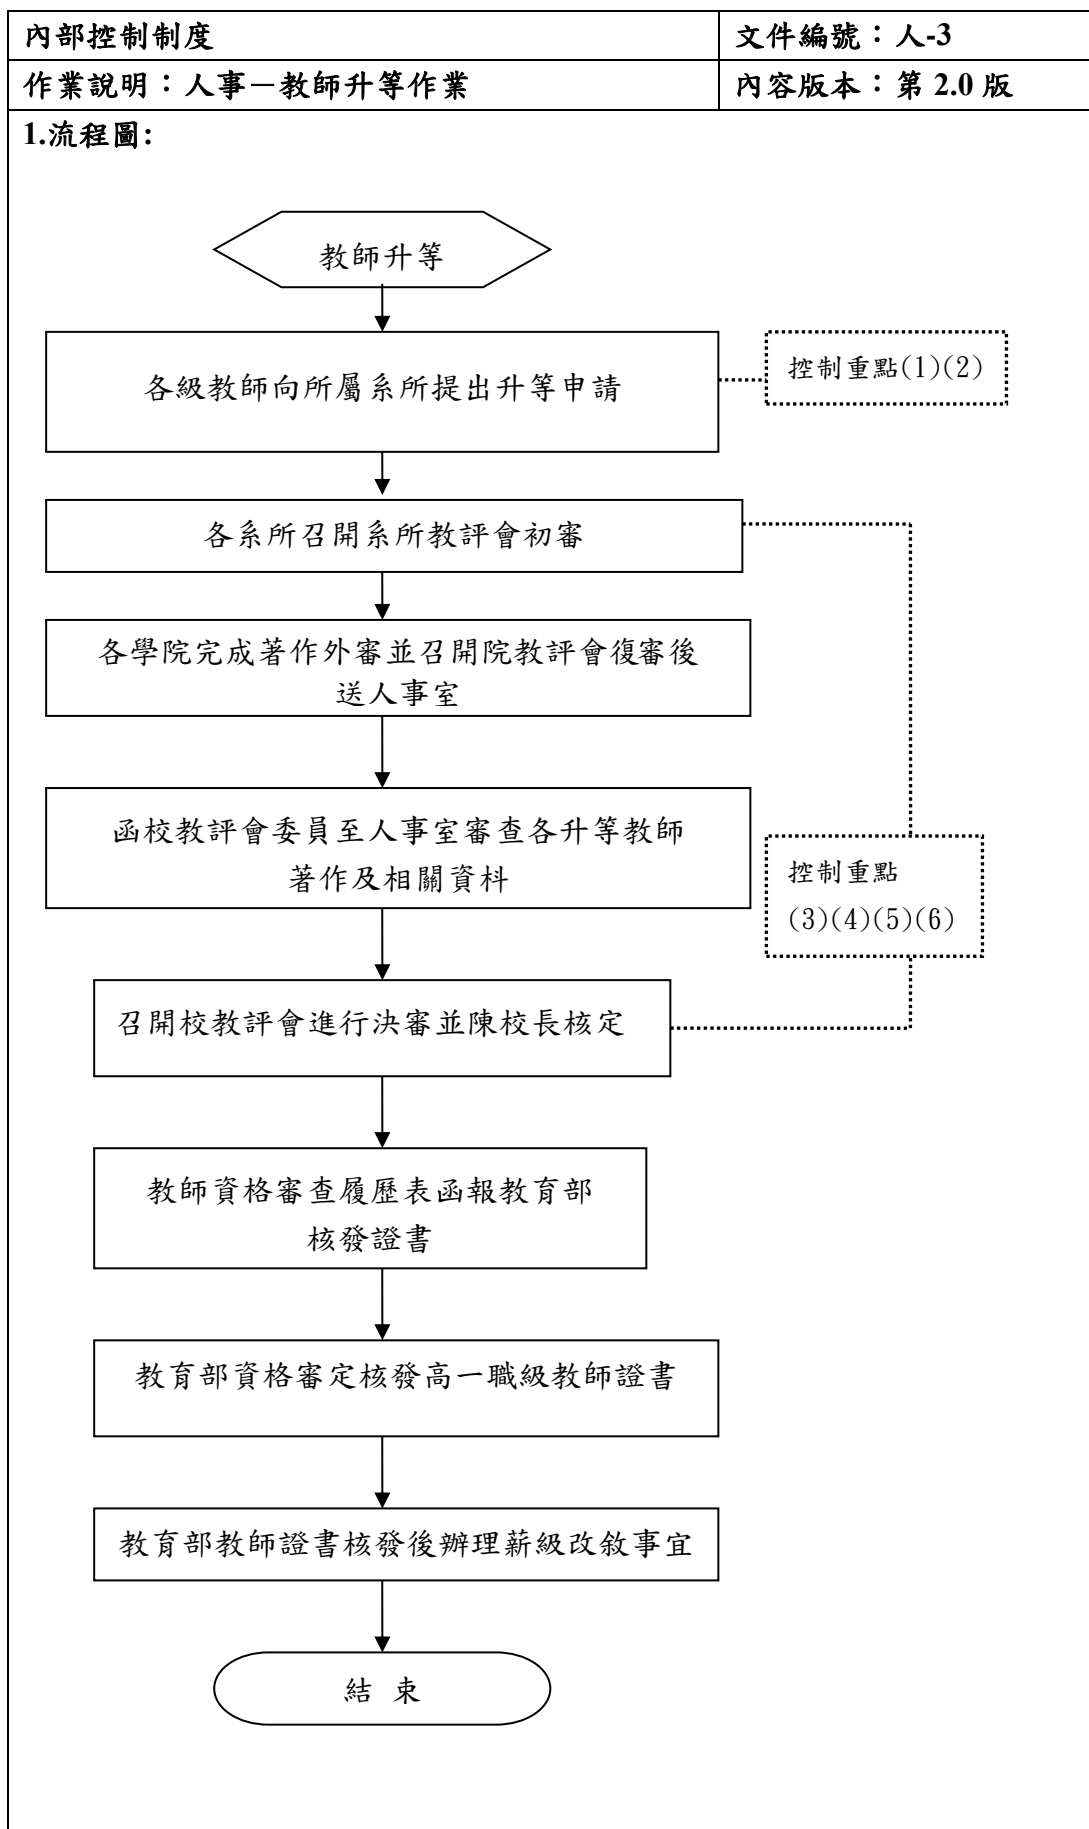 內部控制制度
文件編號：人-3
作業說明：人事－教師升等作業
內容版本：第 2.0 版
1.流程圖:
教師升等
各級教師向所屬系所提出升等申請
控制重點(1)(2)
各系所召開系所教評會初審
各學院完成著作外審並召開院教評會復審後
送人事室
函校教評會委員至人事室審查各升等教師
著作及相關資料
控制重點
(3)(4)(5)(6)
召開校教評會進行決審並陳校長核定
教師資格審查履歷表函報教育部
核發證書
教育部資格審定核發高一職級教師證書
教育部教師證書核發後辦理薪級改敘事宜
結 束